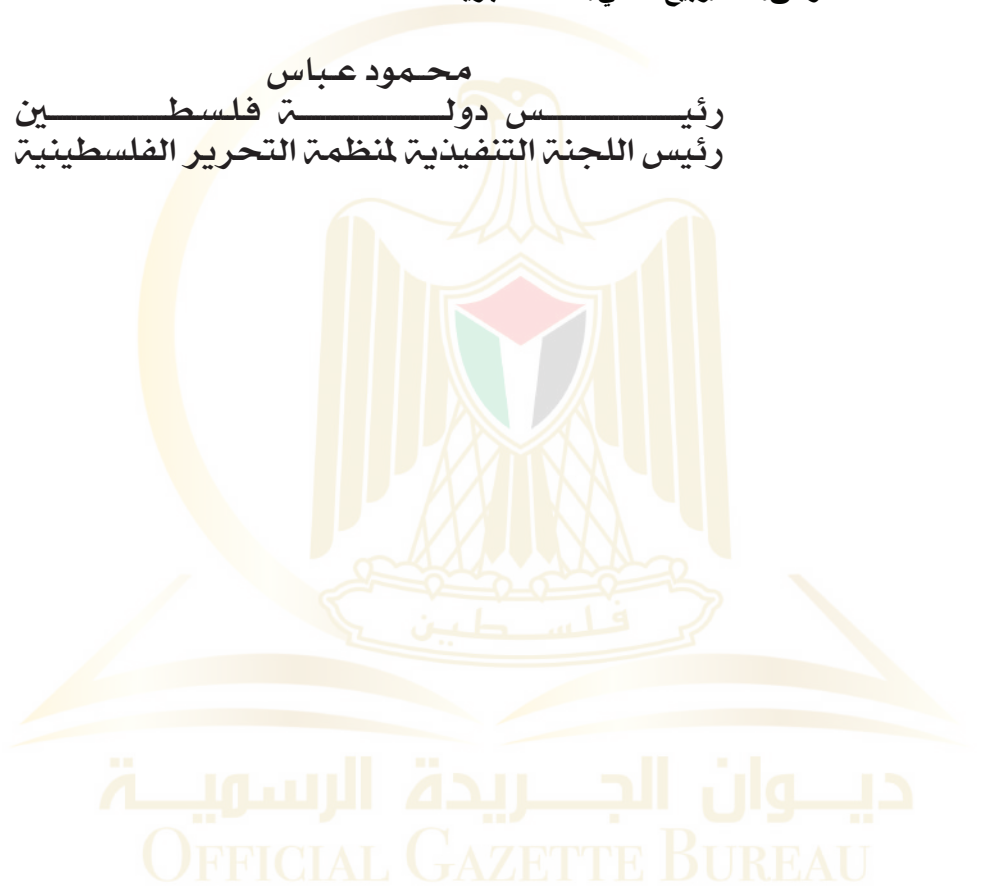 محمود عباس
رئيس دولة فلسطين
رئيس اللجنة التنفيذية لمنظمة التحرير الفلسطينية
فلسطين
ديوان الجريدة الرسمية
OFFICIAL GAZETTE BUREAU